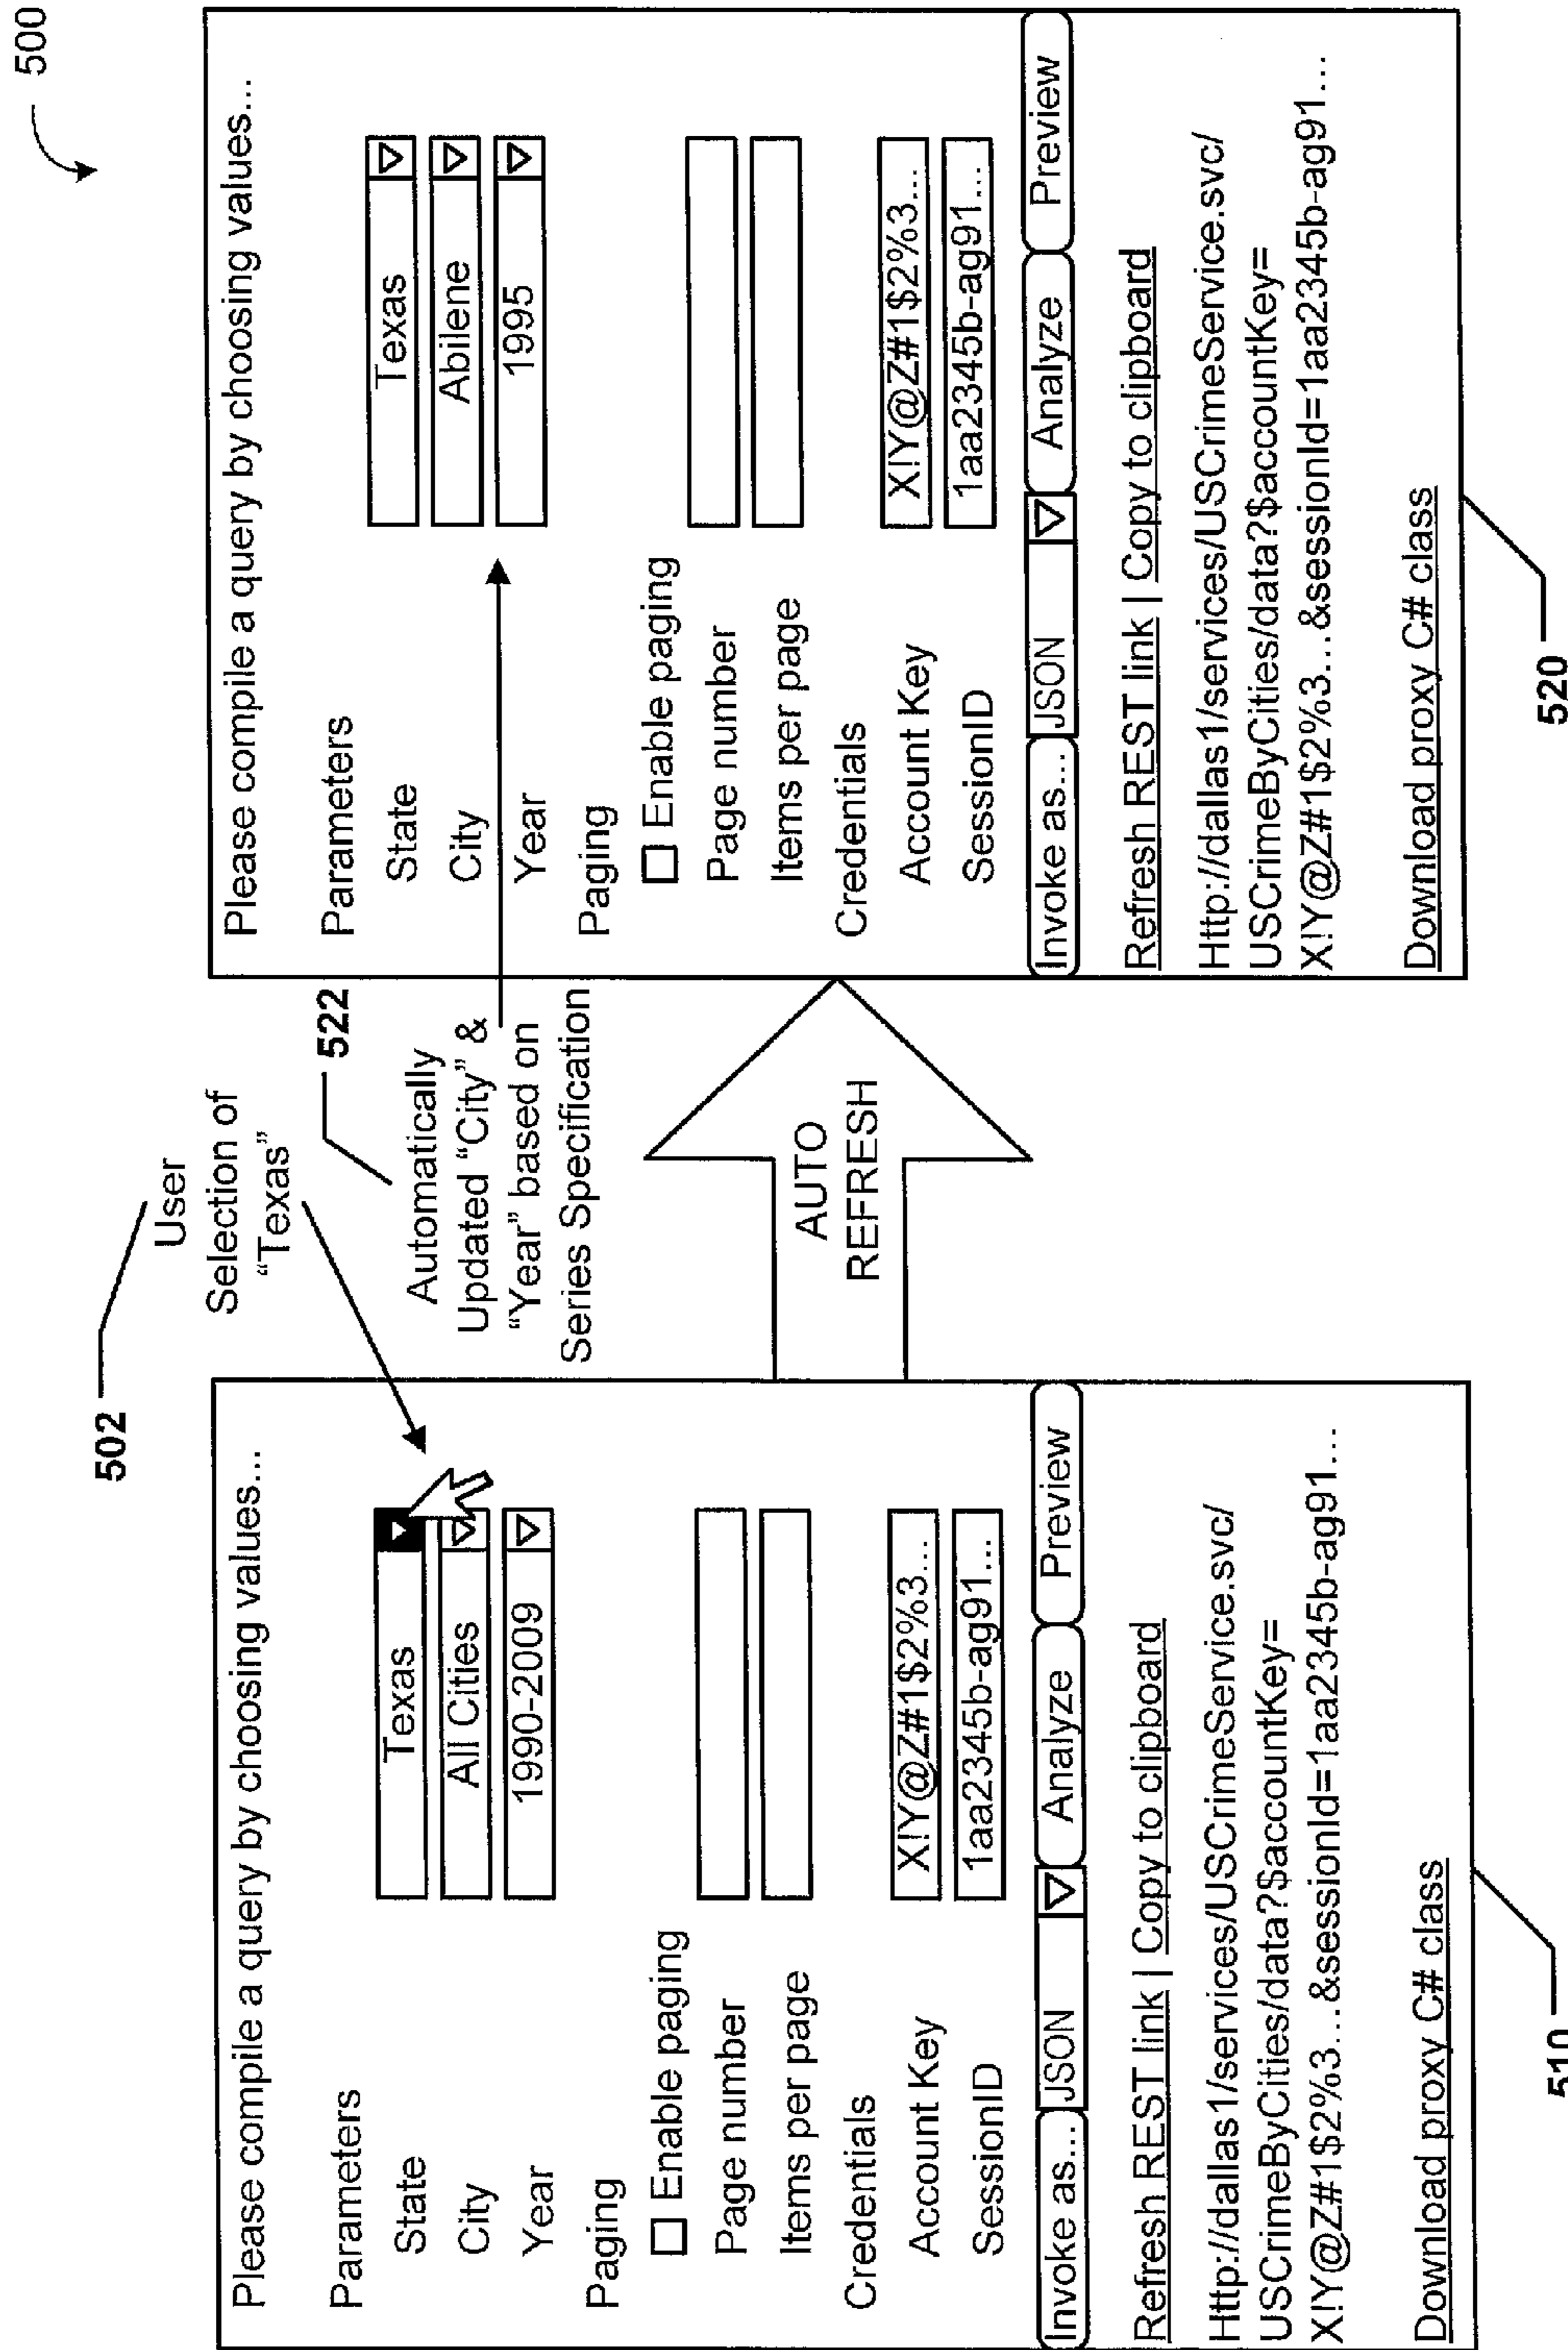 500
502
User
Selection of
“Texas”
522
Automatically
Updated “City” &
“Year” based on
Series Specification
AUTO
REFRESH
Please compile a query by choosing values...
Parameters
State Texas
City All Cities
Year 1990-2009
Paging
Enable paging
Page number
Items per page
Credentials
Account Key X!Y@Z#1$2%3...
SessionID 1aa2345b-ag91...
Invoke as... JSON Analyze Preview
Refresh REST link | Copy to clipboard
Http://dallas1/services/USCrimeService.svc/
USCrimeByCities/data?$accountKey=
X!Y@Z#1$2%3...&sessionId=1aa2345b-ag91...
Download proxy C# class
510
Please compile a query by choosing values...
Parameters
State Texas
City Abilene
Year 1995
Paging
Enable paging
Page number
Items per page
Credentials
Account Key X!Y@Z#1$2%3...
SessionID 1aa2345b-ag91...
Invoke as... JSON Analyze Preview
Refresh REST link | Copy to clipboard
Http://dallas1/services/USCrimeService.svc/
USCrimeByCities/data?$accountKey=
X!Y@Z#1$2%3...&sessionId=1aa2345b-ag91...
Download proxy C# class
520